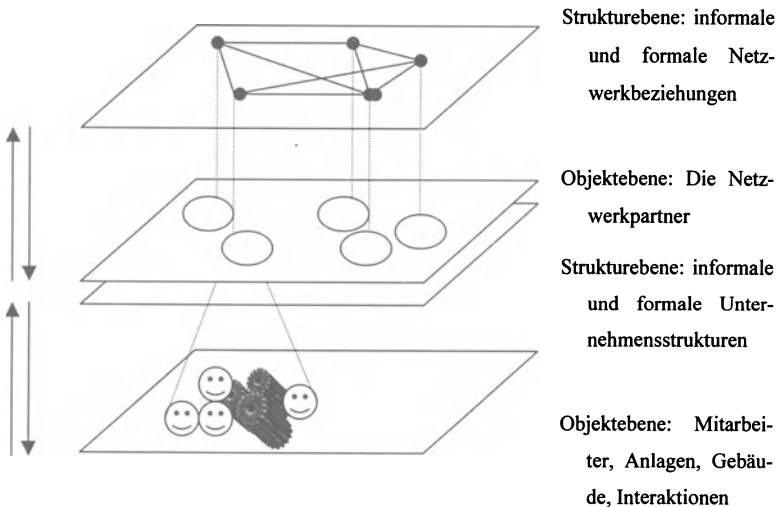 Strukturebene: informale
und formale Netz-
werkbeziehungen
Objektebene: Die Netz-
werkpartner
Strukturebene: informale
und formale Unter-
nehmensstrukturen
Objektebene: Mitarbei-
ter, Anlagen, Gebäu-
de, Interaktionen